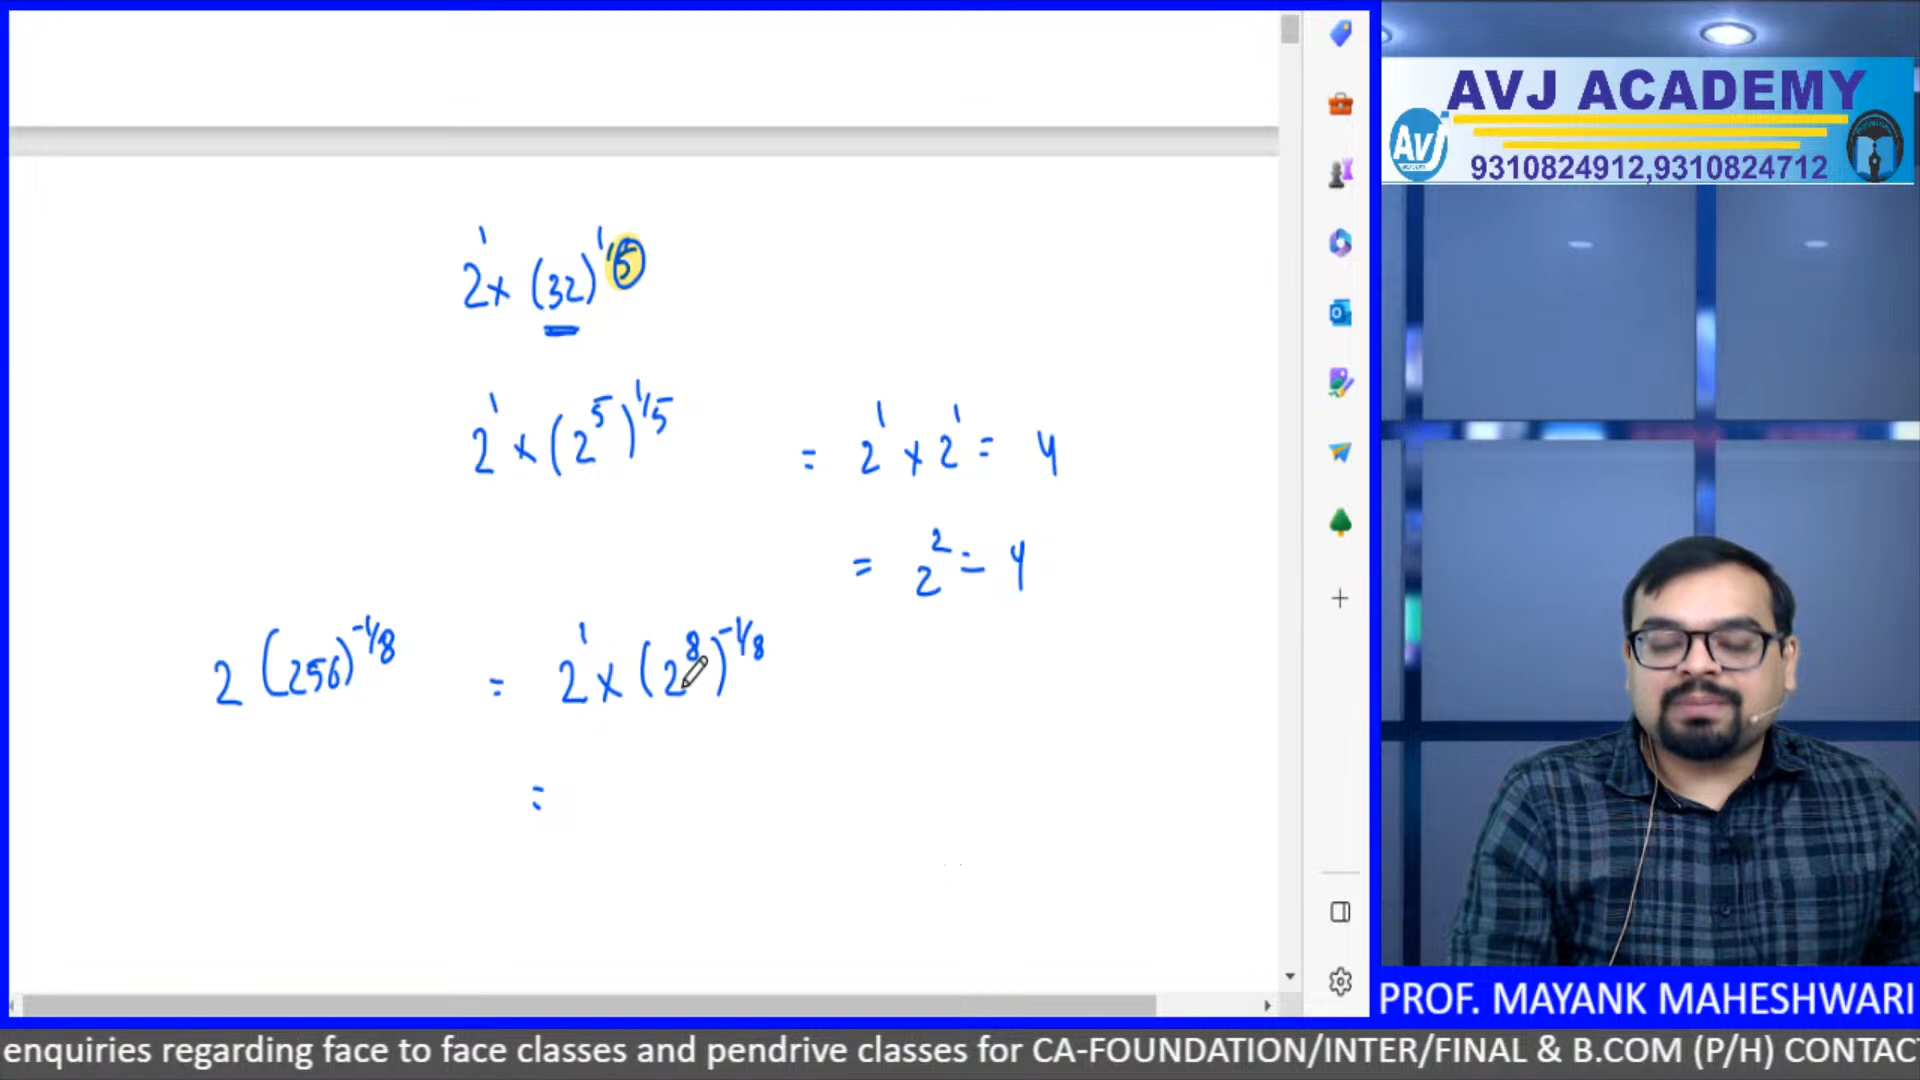 AVJ ACADEMY
AVJ
9310824912,9310824712
2¹ × (32)^1/5
2¹ × (2⁵)^1/5 = 2¹ × 2¹ = 4
= 2² = 4
2 (256)^-1/8 = 2¹ × (2⁸)^-1/8
=
PROF. MAYANK MAHESHWARI
enquiries regarding face to face classes and pendrive classes for CA-FOUNDATION/INTER/FINAL & B.COM (P/H) CONTACT